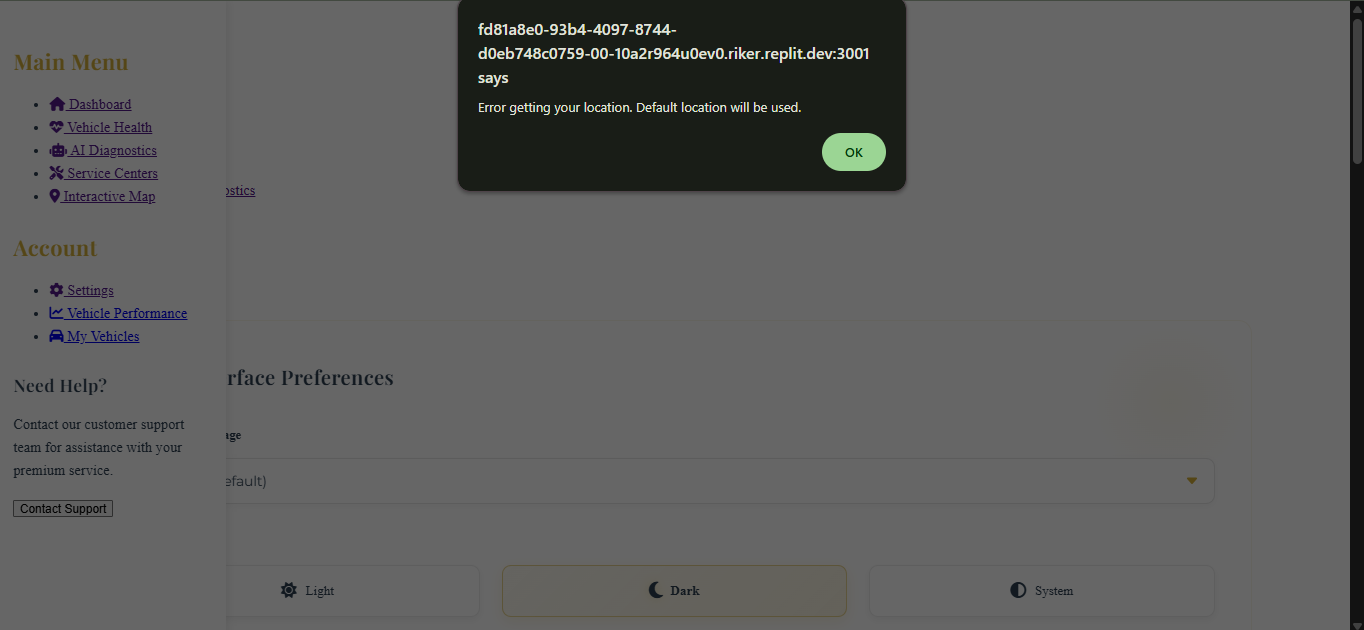 fd81a8e0-93b4-4097-8744-
d0eb748c0759-00-10a2r964u0ev0.riker.replit.dev:3001
says
Error getting your location. Default location will be used.
OK
Main Menu
Dashboard
Vehicle Health
AI Diagnostics
Service Centers
Interactive Map
Account
Settings
Vehicle Performance
My Vehicles
Need Help?
Contact our customer support
team for assistance with your
premium service.
Contact Support
ostics
rface Preferences
age
efault)
Light
Dark
System